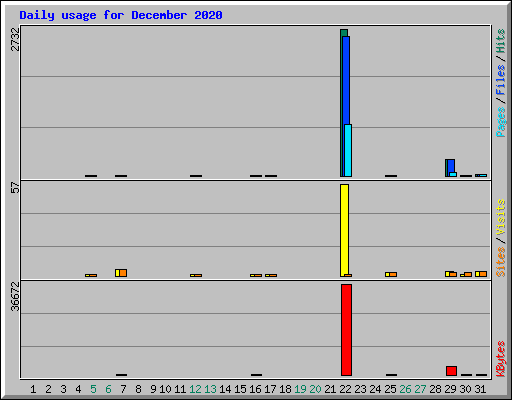 Daily usage for December 2020
2732
Pages / Files / Hits
57
Sites / Visits
36672
KBytes
1 2 3 4 5 6 7 8 9 10 11 12 13 14 15 16 17 18 19 20 21 22 23 24 25 26 27 28 29 30 31